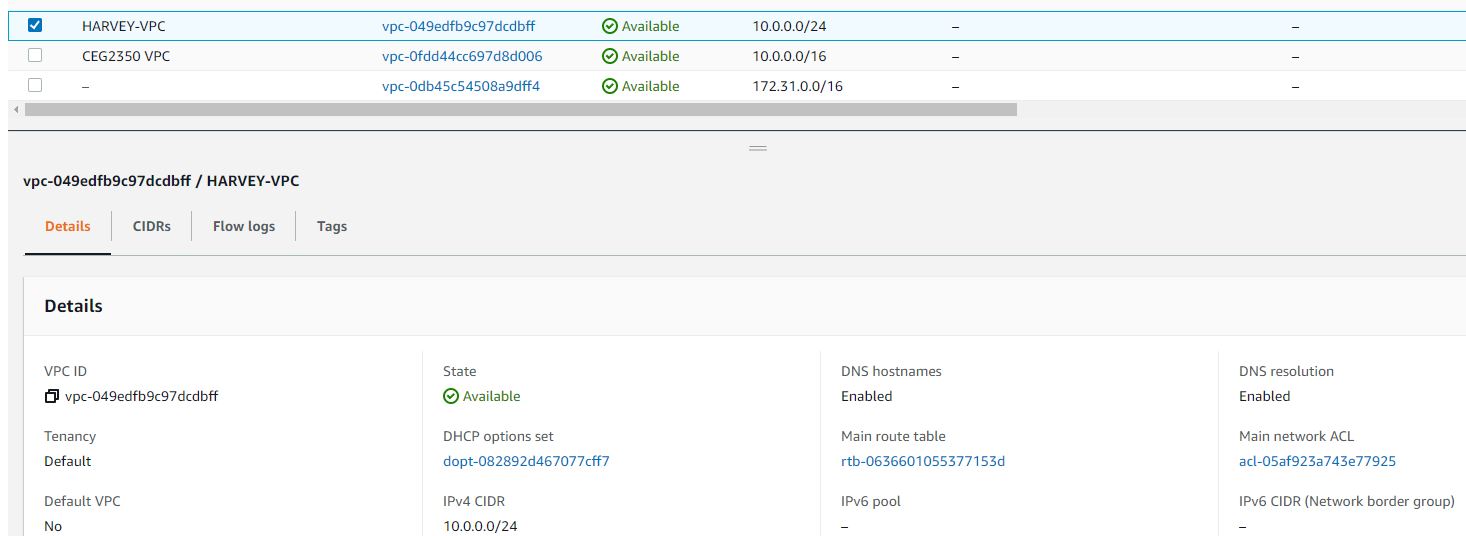 HARVEY-VPC vpc-049edfb9c97dcdbff Available 10.0.0.0/24 – –
CEG2350 VPC vpc-0fdd44cc697d8d006 Available 10.0.0.0/16 – –
– vpc-0db45c54508a9dff4 Available 172.31.0.0/16 – –
vpc-049edfb9c97dcdbff / HARVEY-VPC
Details CIDRs Flow logs Tags
Details
VPC ID State DNS hostnames DNS resolution
vpc-049edfb9c97dcdbff Available Enabled Enabled
Tenancy DHCP options set Main route table Main network ACL
Default dopt-082892d467077cff7 rtb-0636601055377153d acl-05af923a743e77925
Default VPC IPv4 CIDR IPv6 pool IPv6 CIDR (Network border group)
No 10.0.0.0/24 – –